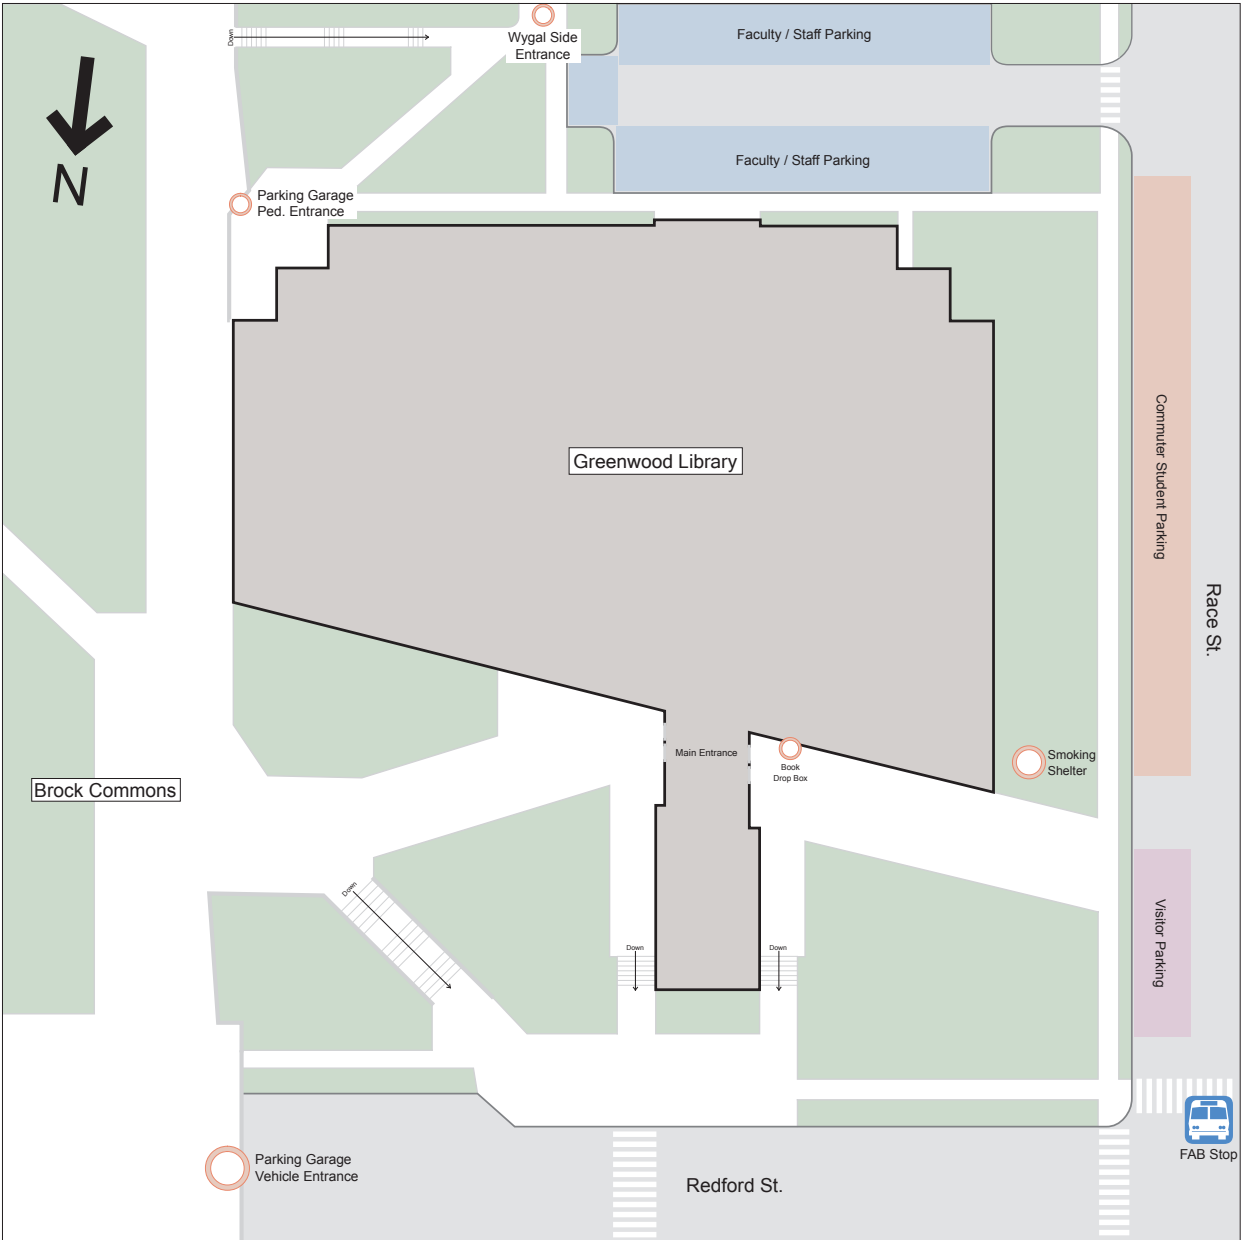 Down
Wygal Side
Entrance
Faculty / Staff Parking
N
Faculty / Staff Parking
Parking Garage
Ped. Entrance
Commuter Student Parking
Greenwood Library
Race St.
Main Entrance
Book
Drop Box
Smoking
Shelter
Brock Commons
Down
Down
Down
Visitor Parking
FAB Stop
Parking Garage
Vehicle Entrance
Redford St.